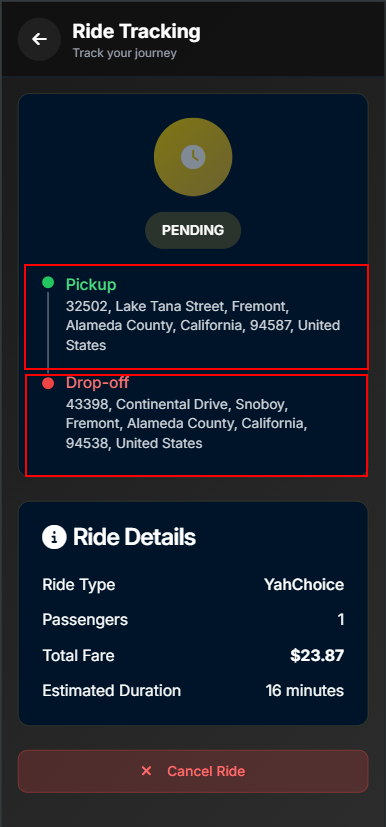 Ride Tracking
Track your journey
PENDING
Pickup
32502, Lake Tana Street, Fremont,
Alameda County, California, 94587, United
States
Drop-off
43398, Continental Drive, Snoboy,
Fremont, Alameda County, California,
94538, United States
Ride Details
Ride Type YahChoice
Passengers 1
Total Fare $23.87
Estimated Duration 16 minutes
Cancel Ride